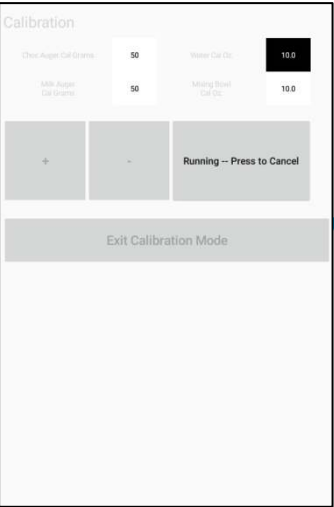 Calibration
Choc Auger Cal Grams
50
Water Cal Oz.
10.0
Milk Auger
Cal Grams
50
Mixing Bowl
Cal Oz.
10.0
+
-
Running -- Press to Cancel
Exit Calibration Mode